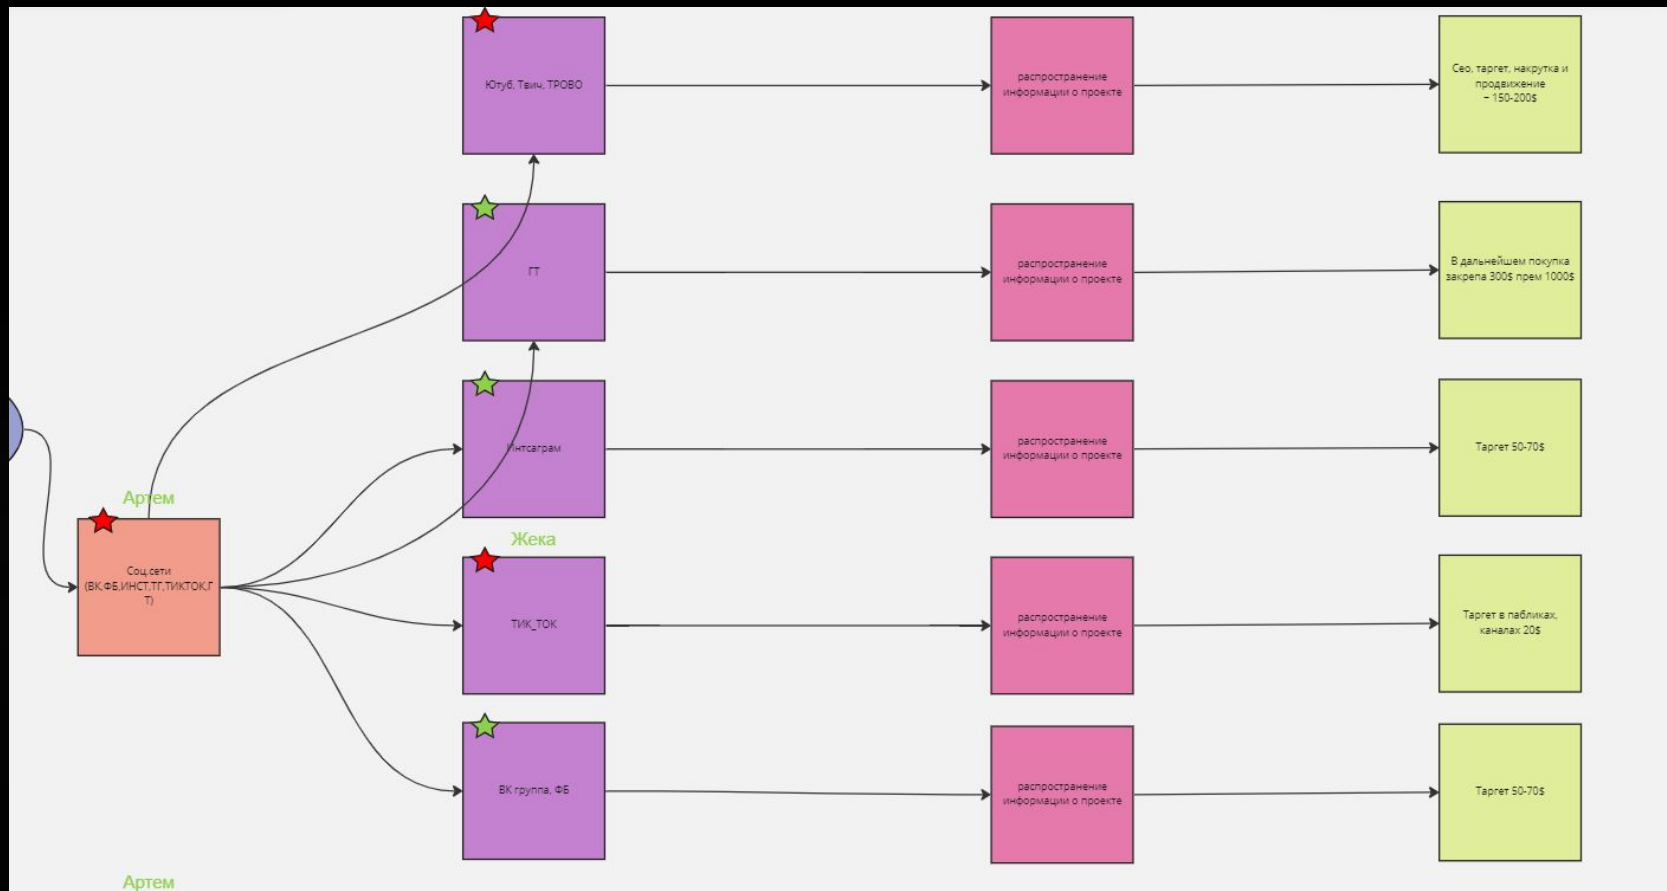 Ютуб, Твич, ТРОВО
распространение
информации о проекте
Сео, таргет, накрутка и
продвижение
~ 150-200$
ГТ
распространение
информации о проекте
В дальнейшем покупка
закрепа 300$ прем 1000$
Интсаграм
распространение
информации о проекте
Таргет 50-70$
Артем
Соц.сети
(ВК,ФБ,ИНСТ,ТГ,ТИКТОК,Г
Т)
Жека
ТИК_ТОК
распространение
информации о проекте
Таргет в пабликах,
каналах 20$
ВК группа, ФБ
распространение
информации о проекте
Таргет 50-70$
Артем